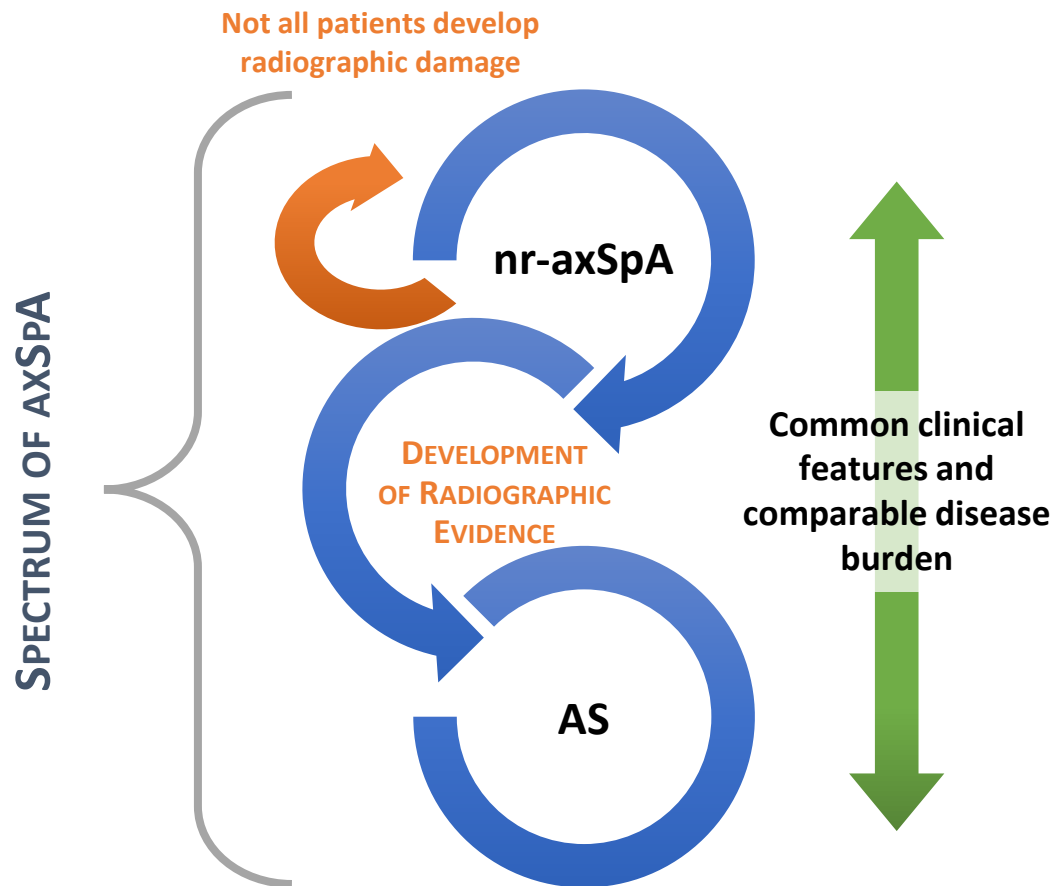 Not all patients develop
radiographic damage
nr-axSpA
SPECTRUM OF AXSPA
DEVELOPMENT
OF RADIOGRAPHIC
EVIDENCE
Common clinical
features and
comparable disease
burden
AS